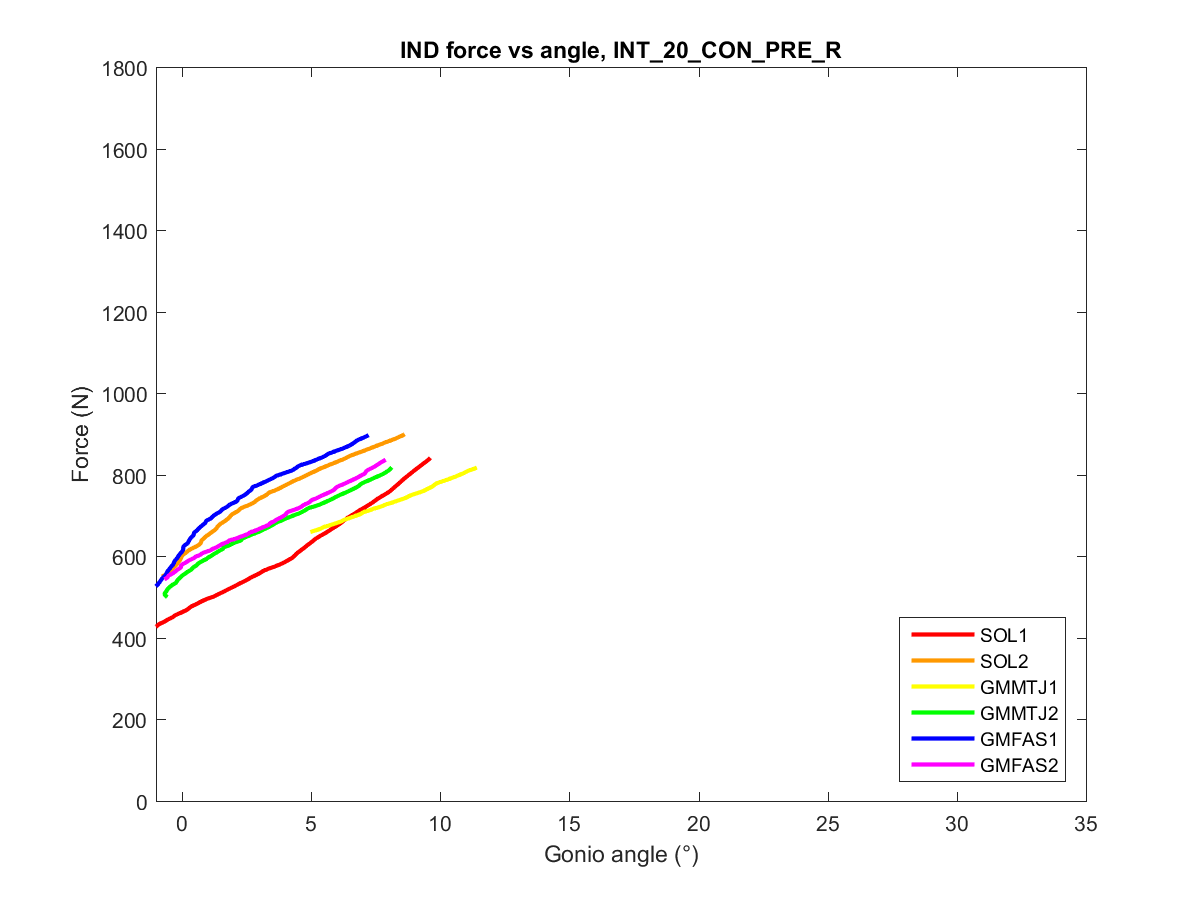 IND force vs angle, INT_20_CON_PRE_R
1800
1600
1400
1200
1000
800
600
400
200
0
Force (N)
0 5 10 15 20 25 30 35
Gonio angle (°)
SOL1
SOL2
GMMTJ1
GMMTJ2
GMFAS1
GMFAS2